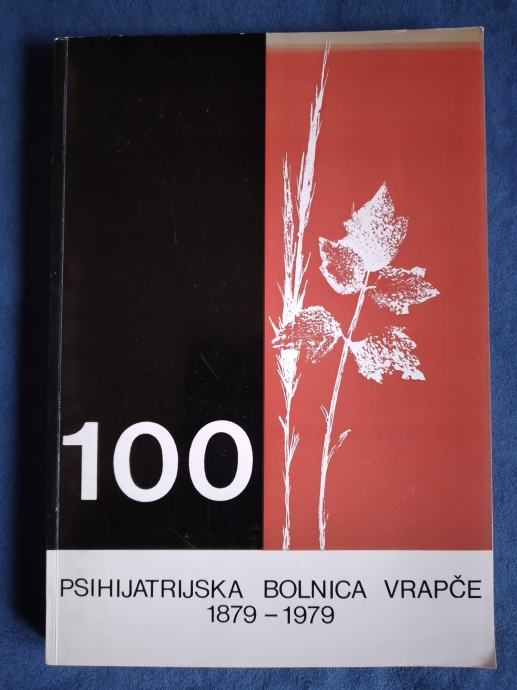 100
PSIHIJATRIJSKA BOLNICA VRAPČE
1879 – 1979